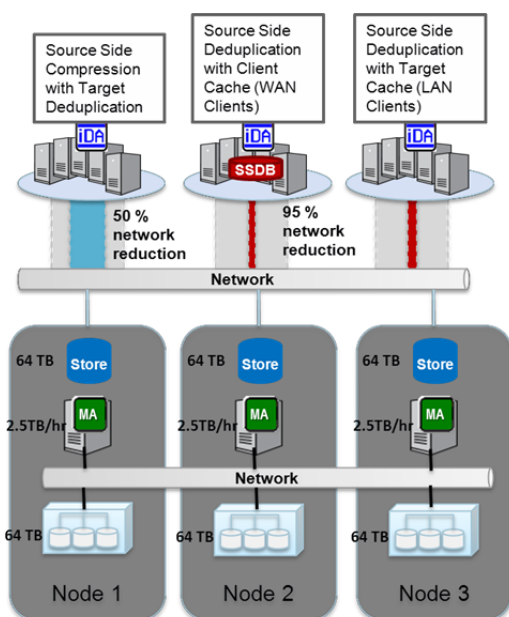 Source Side
Compression
with Target
Deduplication
Source Side
Deduplication
with Client
Cache (WAN
Clients)
Source Side
Deduplication
with Target
Cache (LAN
Clients)
iDA
iDA
iDA
SSDB
50 %
network
reduction
95 %
network
reduction
Network
64 TB
Store
64 TB
Store
64 TB
Store
2.5TB/hr
MA
2.5TB/hr
MA
2.5TB/hr
MA
Network
64 TB
64 TB
64 TB
Node 1
Node 2
Node 3